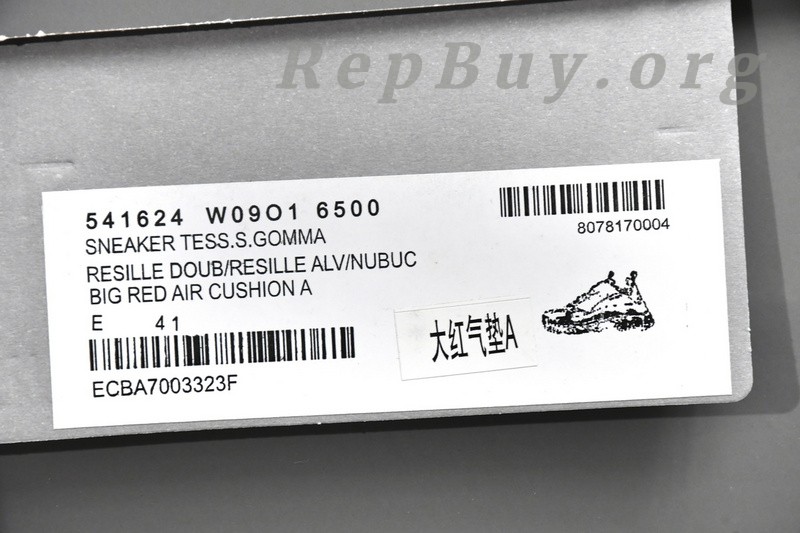 RepBuy.org
541624 W09O1 6500
SNEAKER TESS.S.GOMMA
RESILLE DOUB/RESILLE ALV/NUBUC
BIG RED AIR CUSHION A
E 41
ECBA7003323F
8078170004
大红气垫A